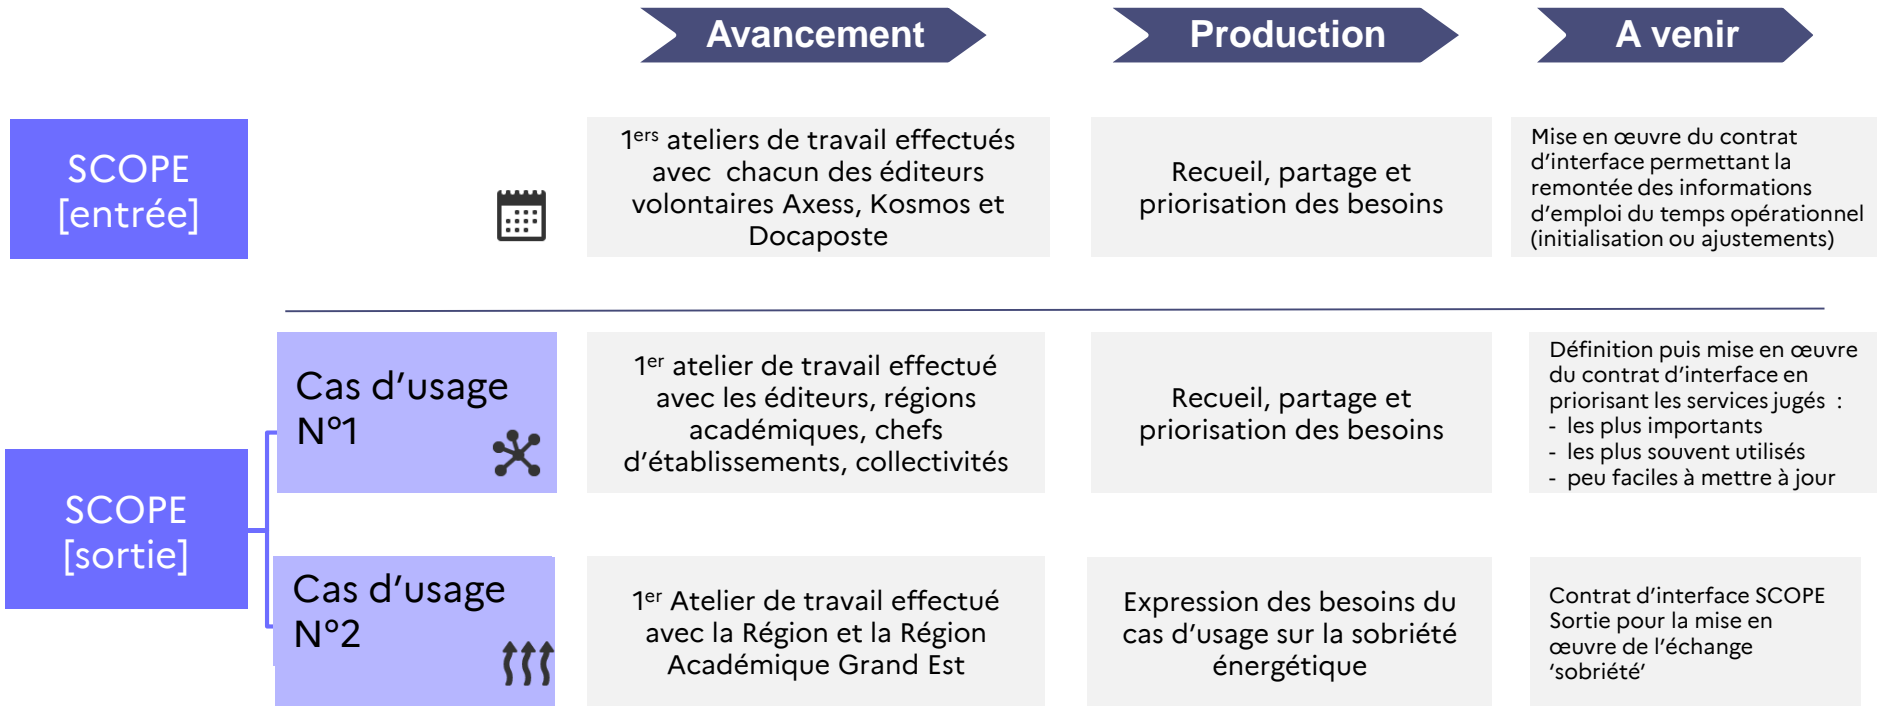 Avancement
Production
A venir
SCOPE
[entrée]
1ers ateliers de travail effectués
avec chacun des éditeurs
volontaires Axess, Kosmos et
Docaposte
Recueil, partage et
priorisation des besoins
Mise en œuvre du contrat
d’interface permettant la
remontée des informations
d’emploi du temps opérationnel
(initialisation ou ajustements)
SCOPE
[sortie]
Cas d’usage
N°1
1er atelier de travail effectué
avec les éditeurs, régions
académiques, chefs
d’établissements, collectivités
Recueil, partage et
priorisation des besoins
Définition puis mise en œuvre
du contrat d’interface en
priorisant les services jugés :
- les plus importants
- les plus souvent utilisés
- peu faciles à mettre à jour
Cas d’usage
N°2
1er Atelier de travail effectué
avec la Région et la Région
Académique Grand Est
Expression des besoins du
cas d’usage sur la sobriété
énergétique
Contrat d’interface SCOPE
Sortie pour la mise en
œuvre de l’échange
‘sobriété’